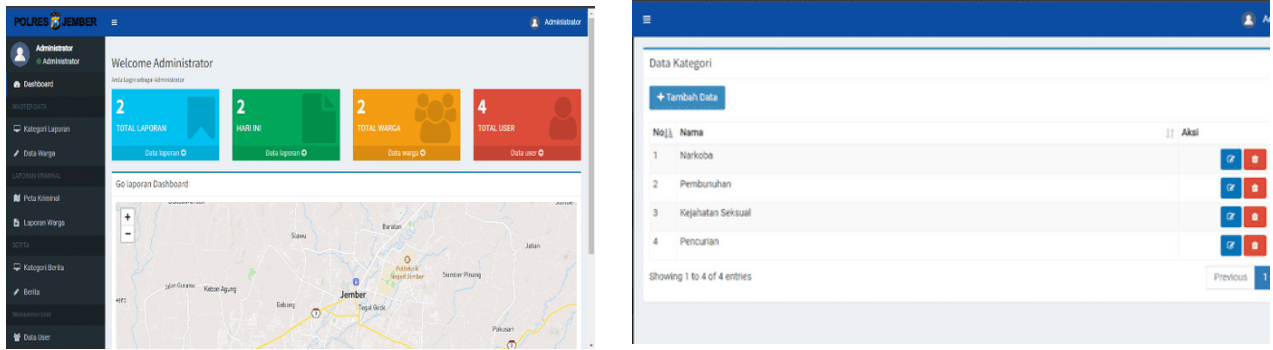 POLRES JEMBER
Administrator
Administrator
Administrator
Dashboard
MASTER DATA
Kategori Laporan
Data Warga
LAPORAN KRIMINAL
Peta Kriminal
Laporan Warga
BERITA
Kategori Berita
Berita
Data User
Welcome Administrator
Anda Login sebagai Administrator
2
TOTAL LAPORAN
Data laporan
2
HARI INI
Data laporan
2
TOTAL WARGA
Data warga
4
TOTAL USER
Data user
Go laporan Dashboard
+
-
Slawu
Baratan
Jalan
Politeknik
Negeri Jember
Sumber Pinang
Kebon Agung
Jember
Gebang
Tegal Gede
Pakusari
Data Kategori
+ Tambah Data
No Nama Aksi
1 Narkoba
2 Pembunuhan
3 Kejahatan Seksual
4 Pencurian
Showing 1 to 4 of 4 entries
Previous 1